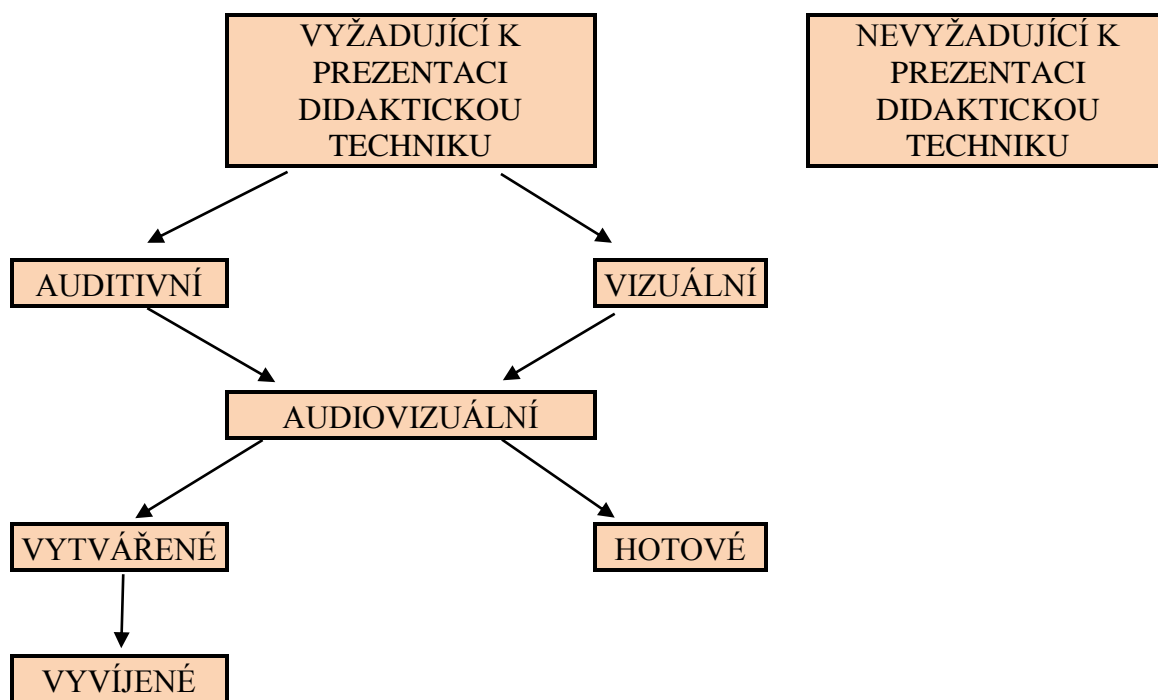 VYŽADUJÍCÍ K
PREZENTACI
DIDAKTICKOU
TECHNIKU
NEVYŽADUJÍCÍ K
PREZENTACI
DIDAKTICKOU
TECHNIKU
AUDITIVNÍ
VIZUÁLNÍ
AUDIOVIZUÁLNÍ
VYTVÁŘENÉ
HOTOVÉ
VYVÍJENÉ